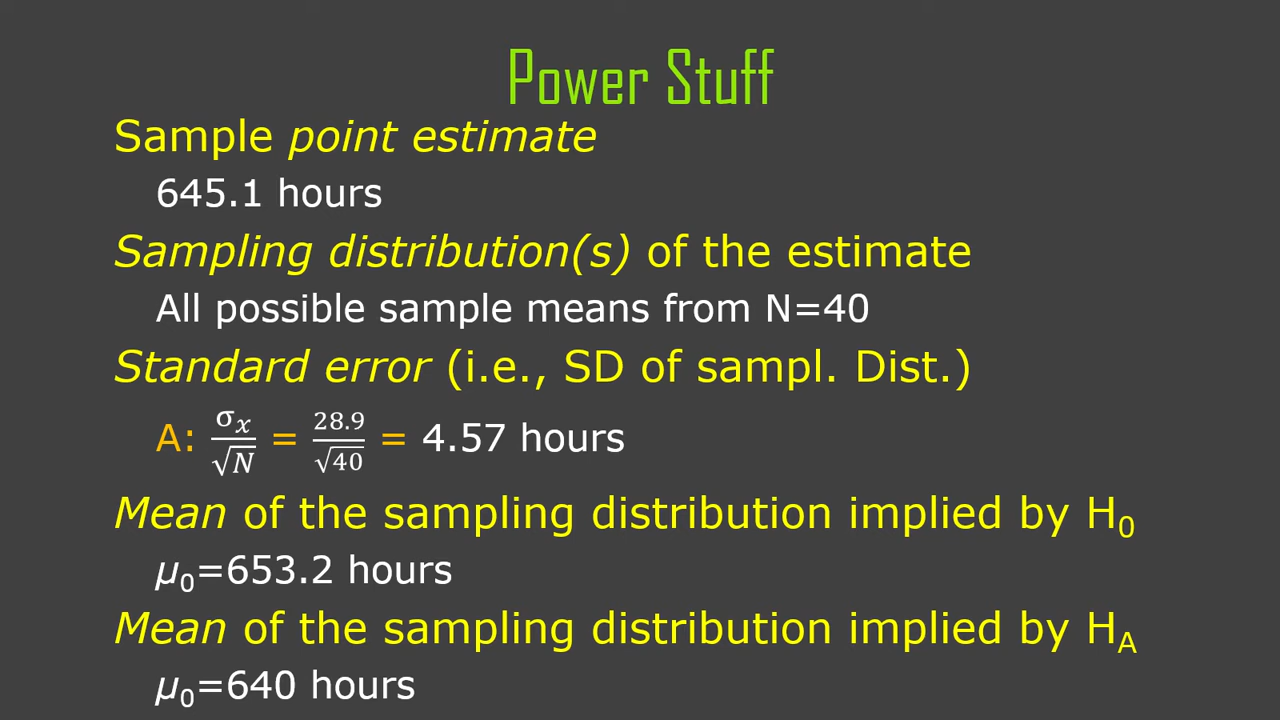 Power Stuff
Sample point estimate
645.1 hours
Sampling distribution(s) of the estimate
All possible sample means from N=40
Standard error (i.e., SD of sampl. Dist.)
A: σₓ/√N = 28.9/√40 = 4.57 hours
Mean of the sampling distribution implied by H₀
μ₀=653.2 hours
Mean of the sampling distribution implied by H_A
μ₀=640 hours